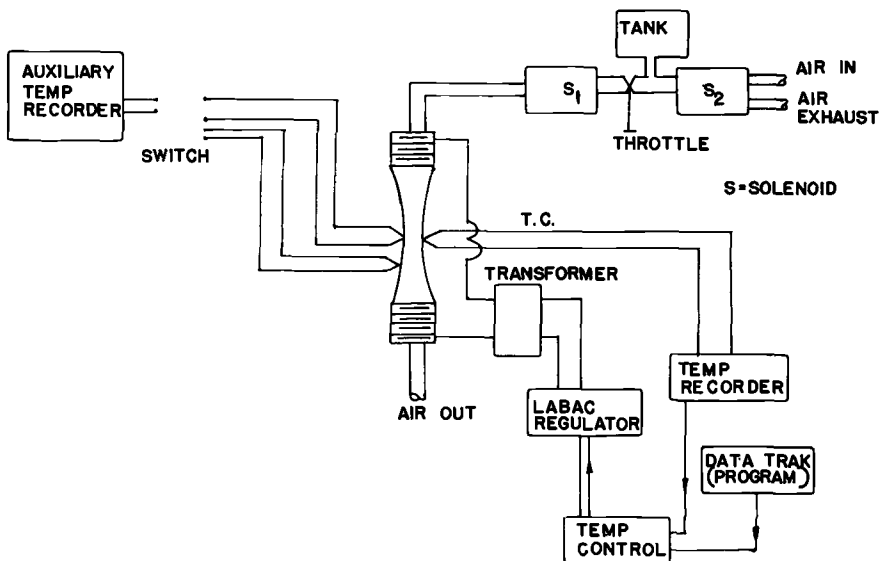 TANK
AUXILIARY
TEMP
RECORDER
SWITCH
S1
S2
AIR IN
AIR
EXHAUST
THROTTLE
S=SOLENOID
T.C.
TRANSFORMER
TEMP
RECORDER
LABAC
REGULATOR
AIR OUT
DATA TRAK
(PROGRAM)
TEMP
CONTROL